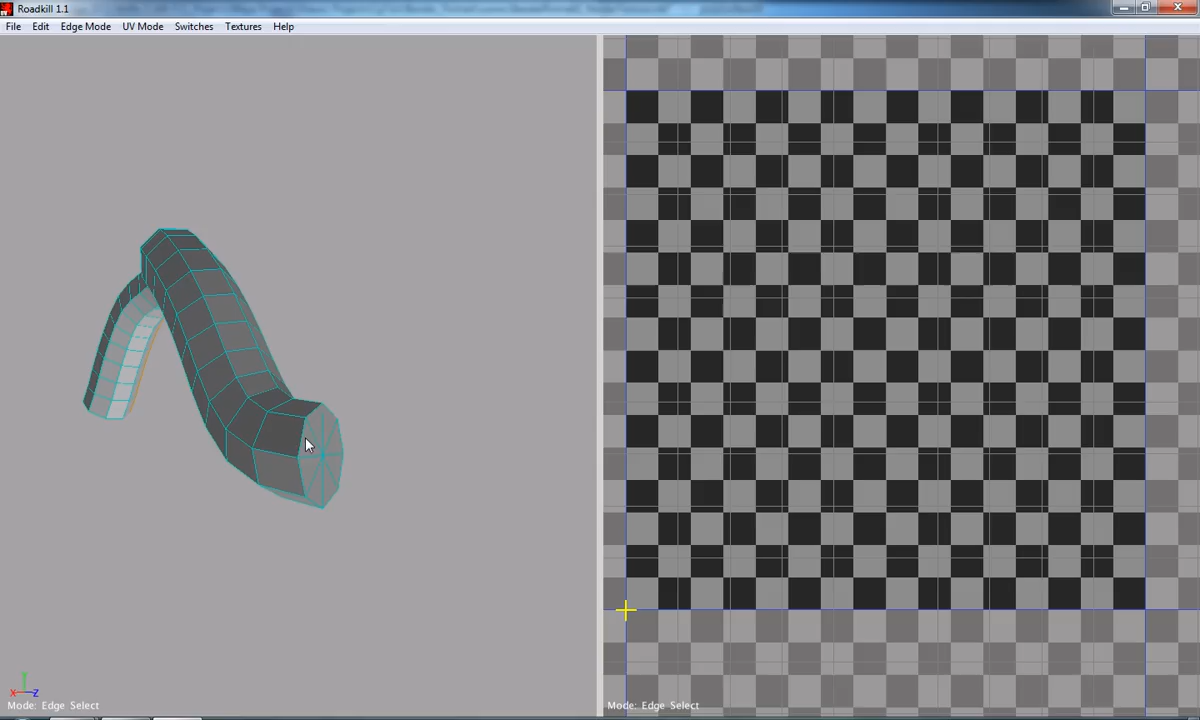 Roadkill 1.1
File Edit Edge Mode UV Mode Switches Textures Help
Y
X Z
Mode: Edge Select
Mode: Edge Select